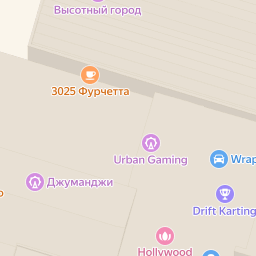 Высотный город
3025 Фурчетта
Urban Gaming
Wrap
Джуманджи
Drift Karting
Hollywood